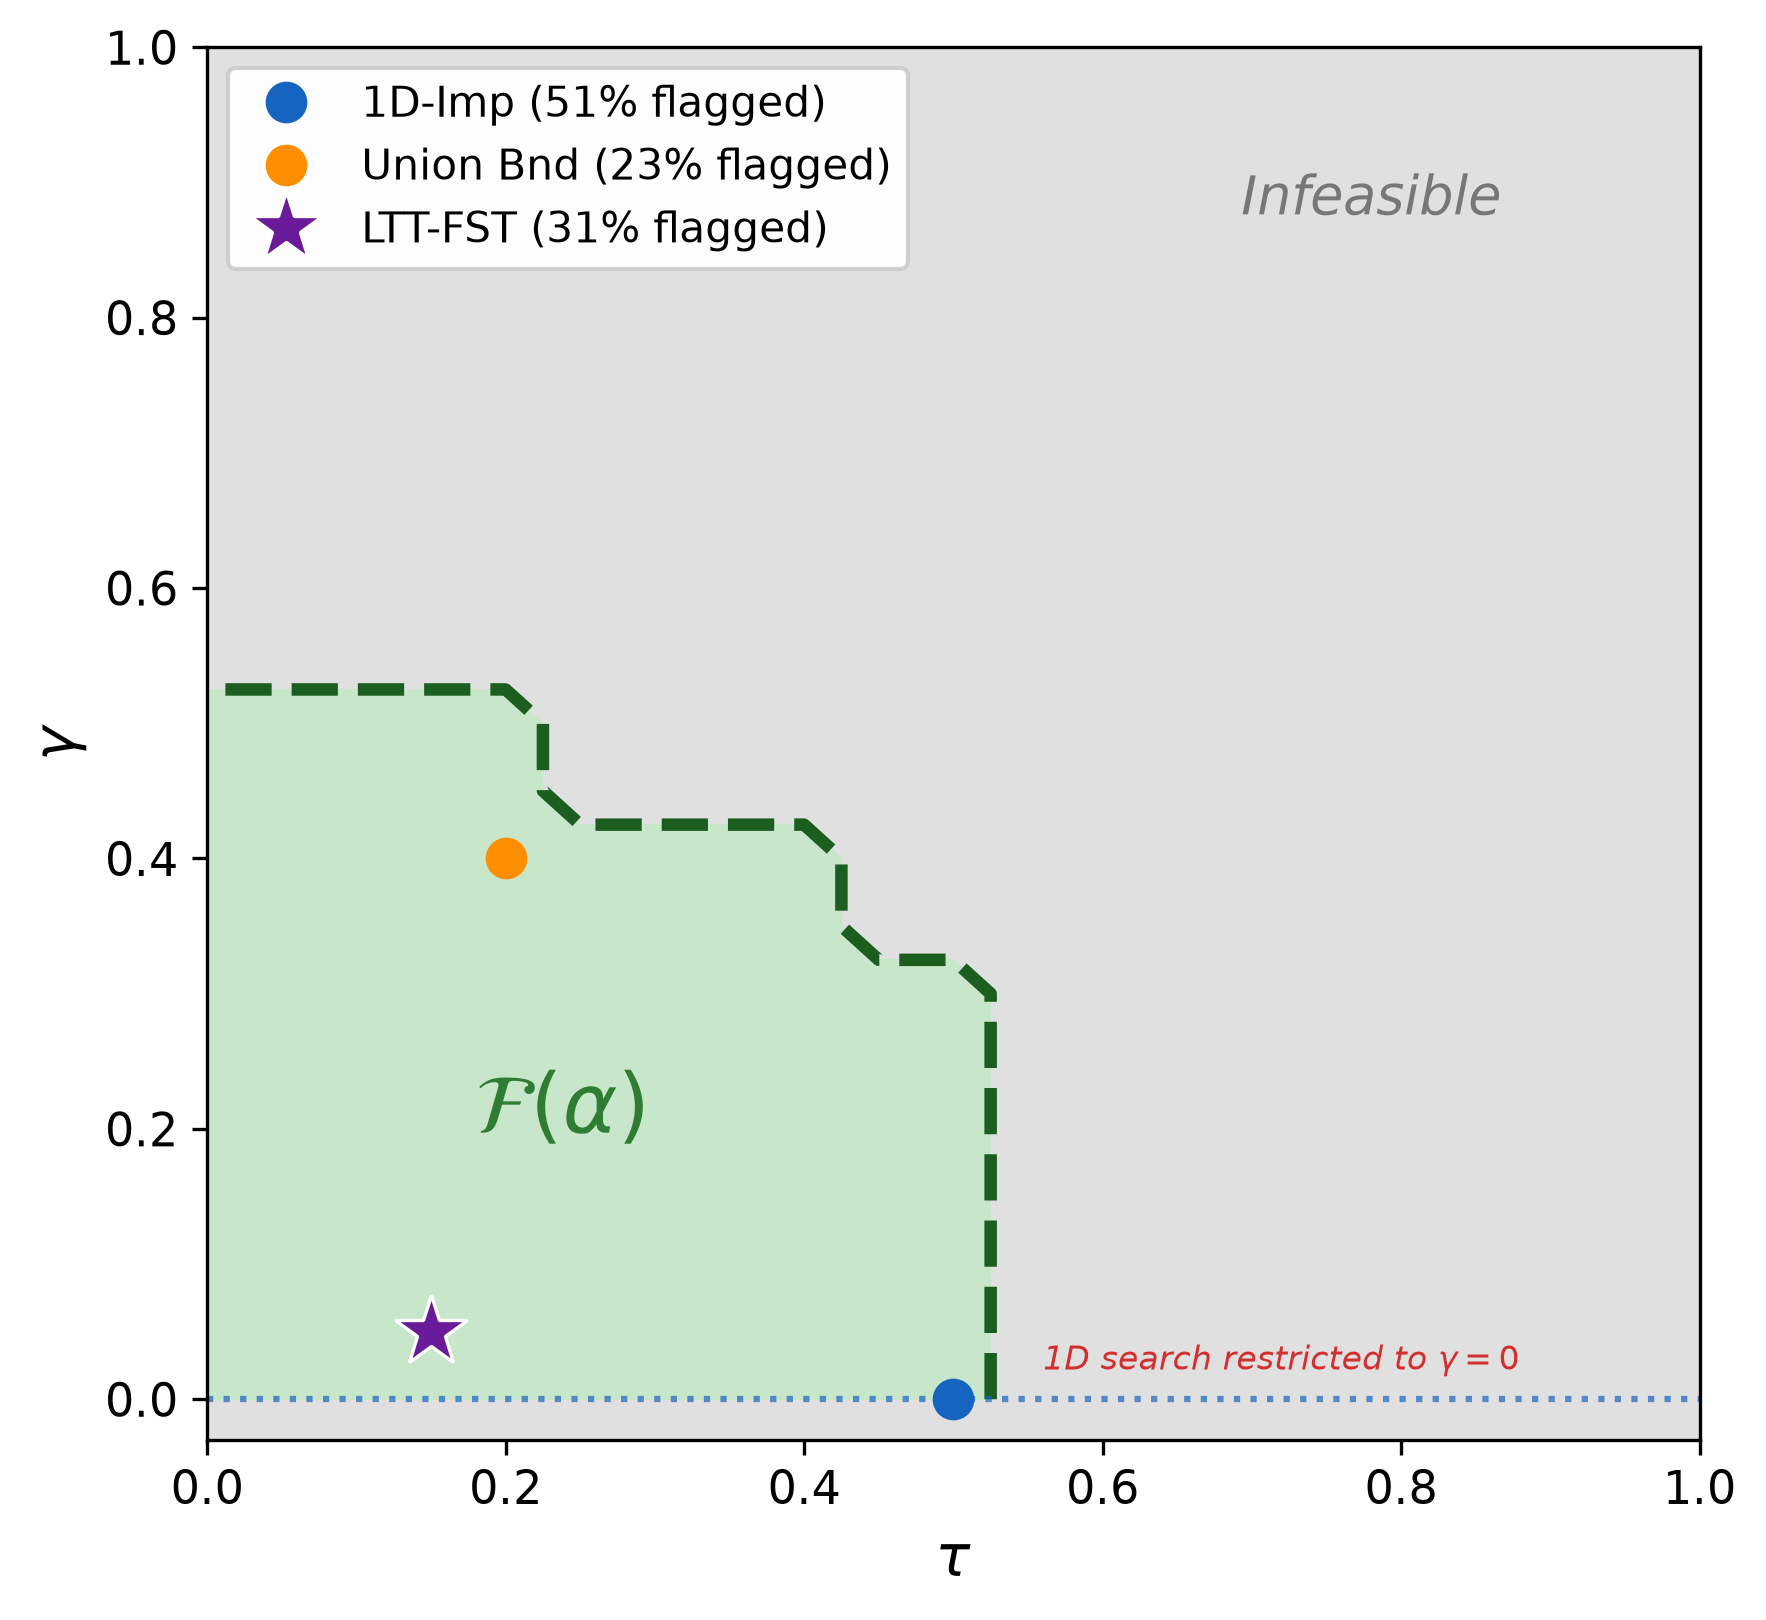 1.0
0.8
0.6
0.4
0.2
0.0
γ
1D-Imp (51% flagged)
Union Bnd (23% flagged)
LTT-FST (31% flagged)
Infeasible
ℱ(α)
1D search restricted to γ = 0
0.0 0.2 0.4 0.6 0.8 1.0
τ